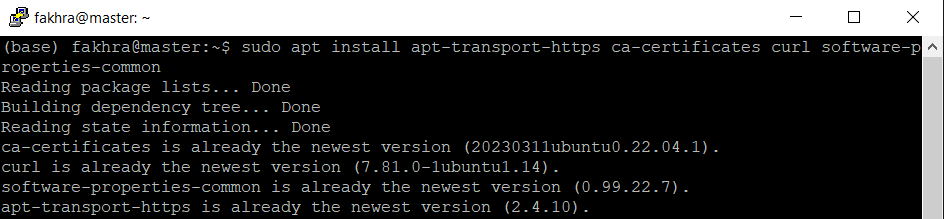 fakhra@master: ~
(base) fakhra@master:~$ sudo apt install apt-transport-https ca-certificates curl software-p
roperties-common
Reading package lists... Done
Building dependency tree... Done
Reading state information... Done
ca-certificates is already the newest version (20230311ubuntu0.22.04.1).
curl is already the newest version (7.81.0-1ubuntu1.14).
software-properties-common is already the newest version (0.99.22.7).
apt-transport-https is already the newest version (2.4.10).